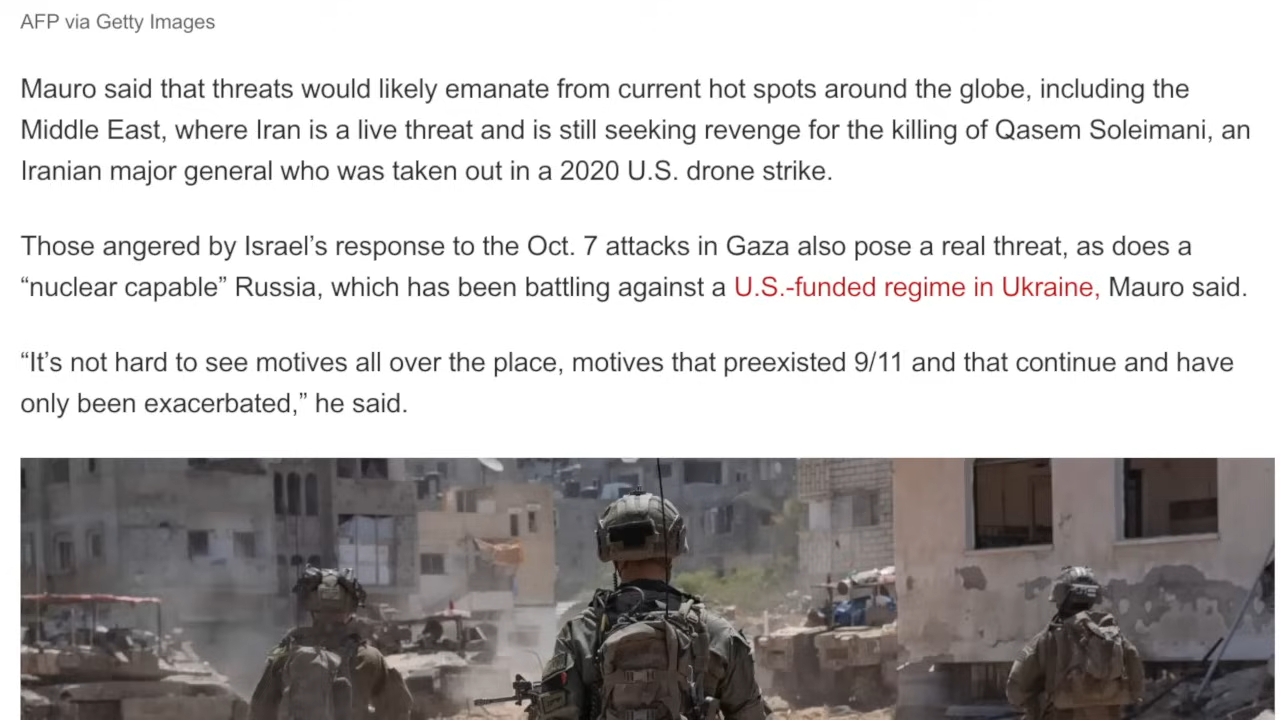 AFP via Getty Images
Mauro said that threats would likely emanate from current hot spots around the globe, including the
Middle East, where Iran is a live threat and is still seeking revenge for the killing of Qasem Soleimani, an
Iranian major general who was taken out in a 2020 U.S. drone strike.
Those angered by Israel’s response to the Oct. 7 attacks in Gaza also pose a real threat, as does a
“nuclear capable” Russia, which has been battling against a U.S.-funded regime in Ukraine, Mauro said.
“It’s not hard to see motives all over the place, motives that preexisted 9/11 and that continue and have
only been exacerbated,” he said.